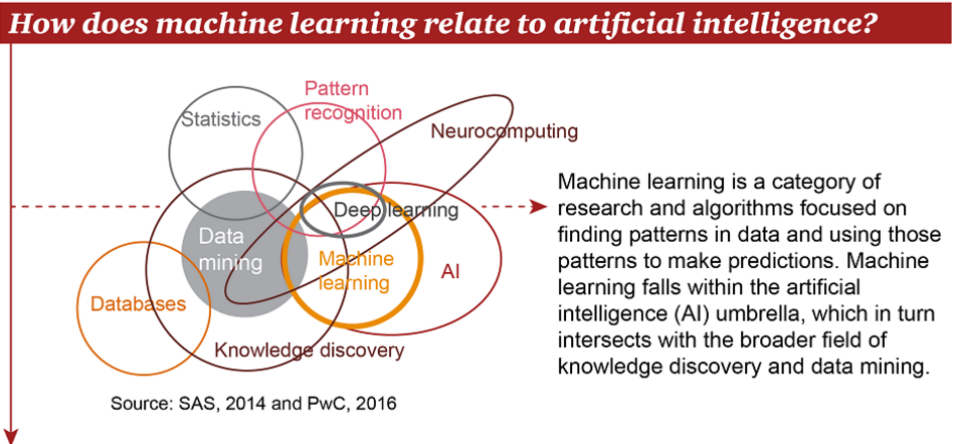 How does machine learning relate to artificial intelligence?
Pattern
recognition
Statistics
Neurocomputing
Deep learning
Data
mining
Machine
learning
AI
Databases
Knowledge discovery
Machine learning is a category of
research and algorithms focused on
finding patterns in data and using those
patterns to make predictions. Machine
learning falls within the artificial
intelligence (AI) umbrella, which in turn
intersects with the broader field of
knowledge discovery and data mining.
Source: SAS, 2014 and PwC, 2016